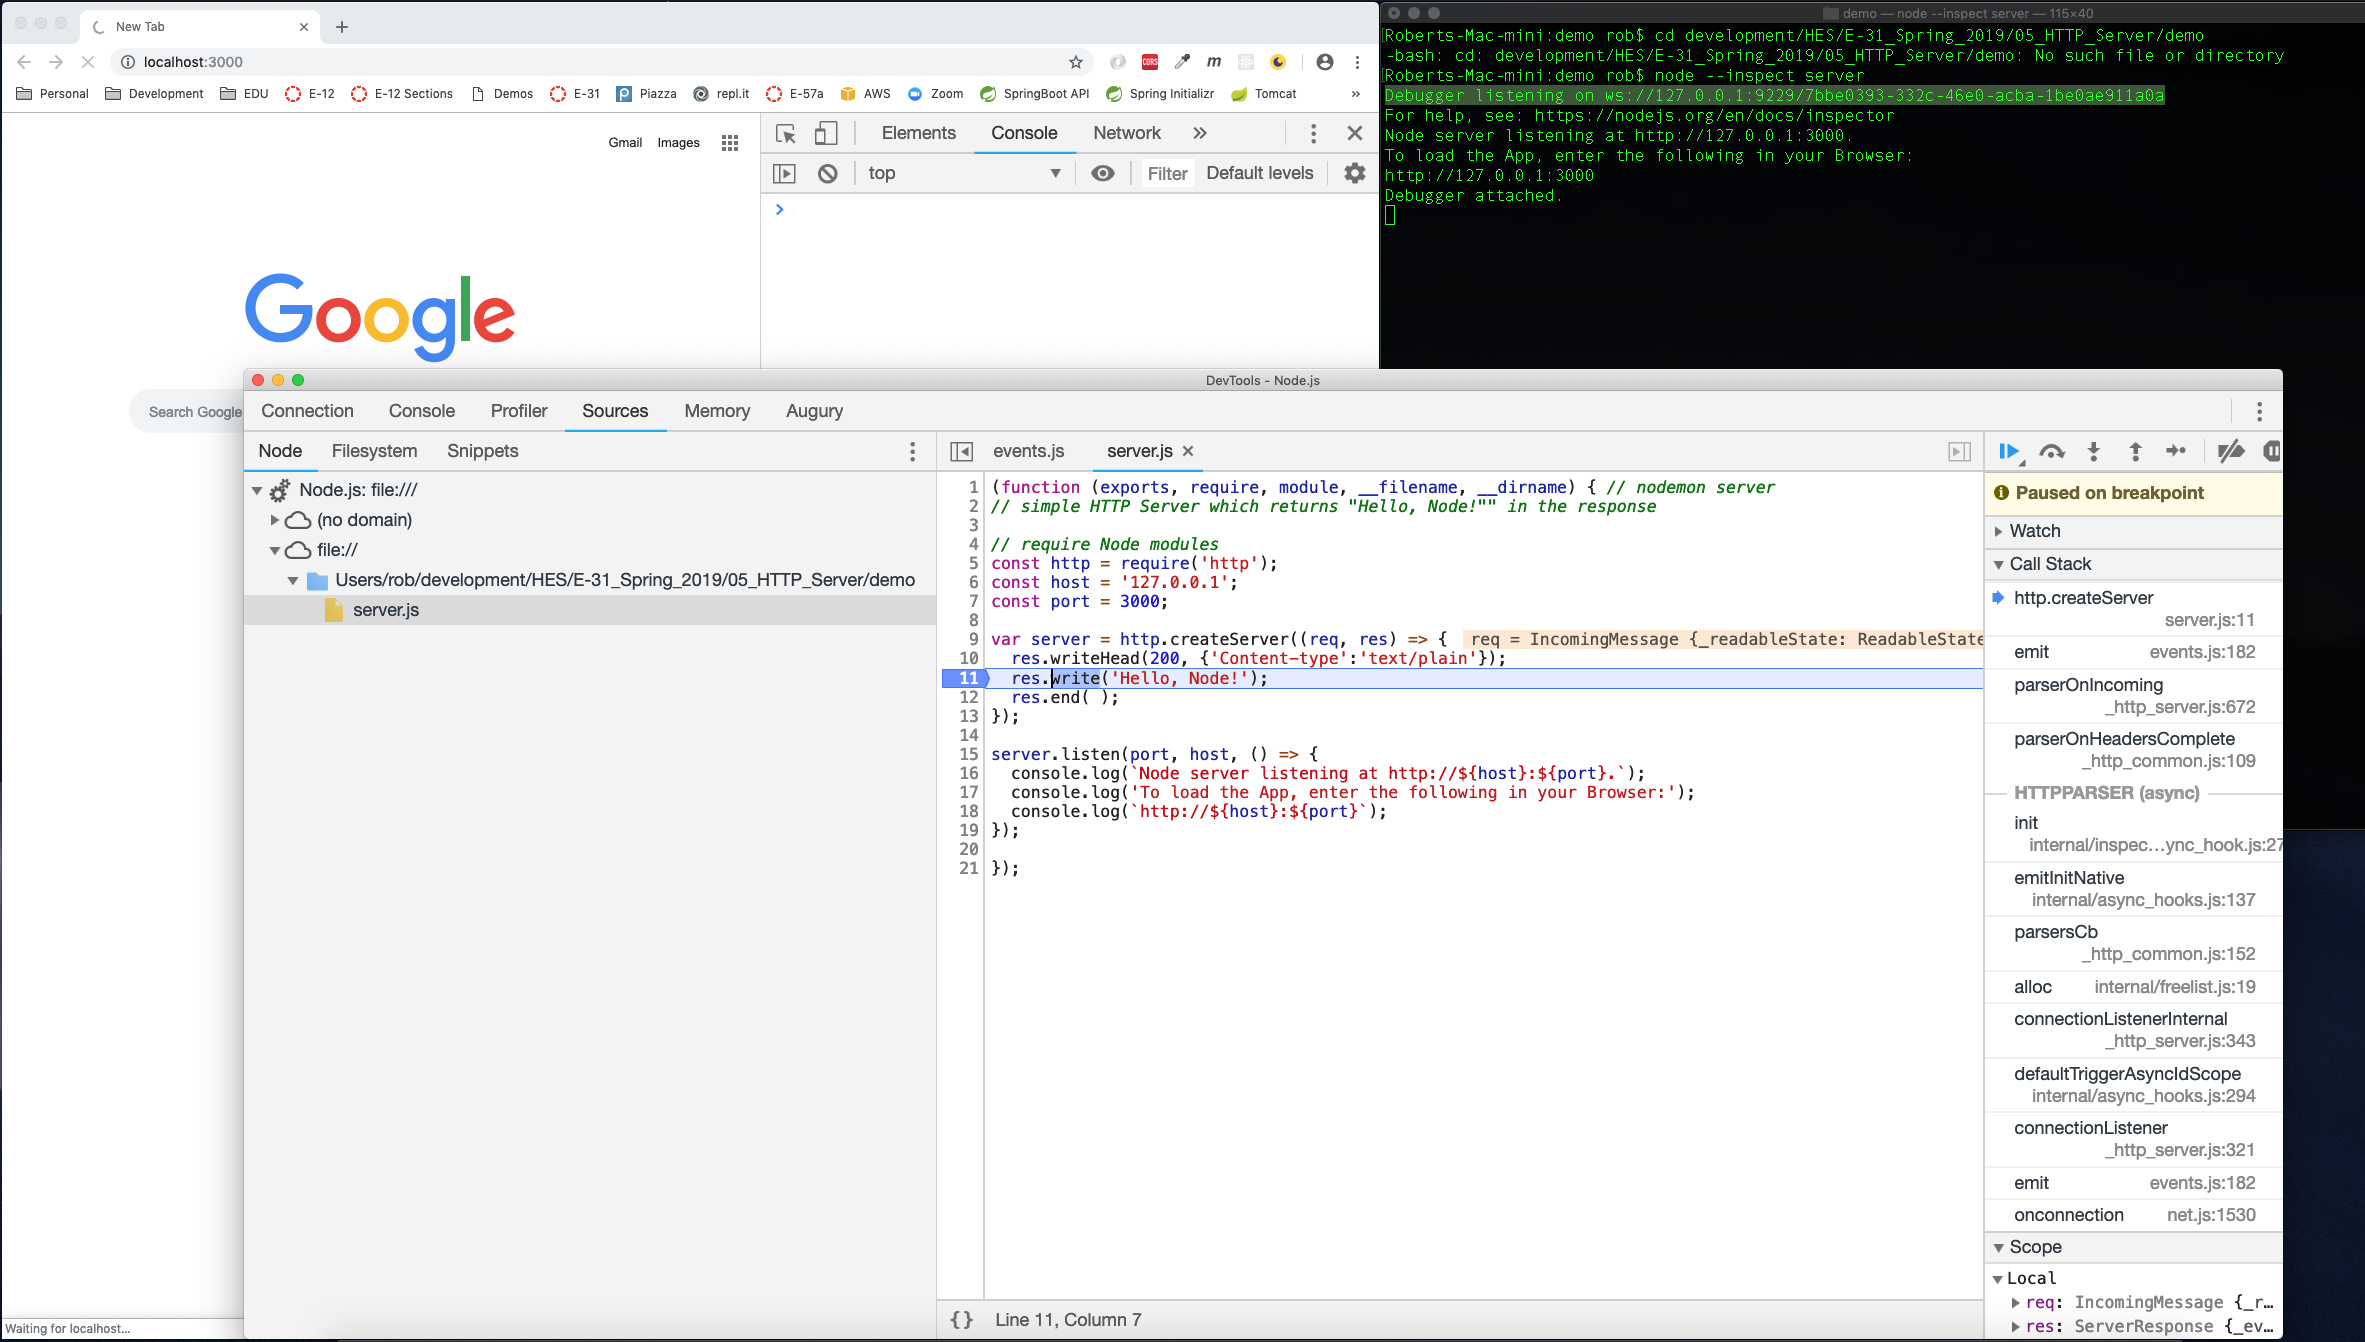 New Tab
localhost:3000
CORS
m
Personal Development EDU E-12 E-12 Sections Demos E-31 Piazza repl.it E-57a AWS Zoom SpringBoot API Spring Initializr Tomcat »
Gmail Images
Google
Search Google
Elements Console Network »
top Filter Default levels
demo — node --inspect server — 115×40
[Roberts-Mac-mini:demo rob$ cd development/HES/E-31_Spring_2019/05_HTTP_Server/demo
-bash: cd: development/HES/E-31_Spring_2019/05_HTTP_Server/demo: No such file or directory
[Roberts-Mac-mini:demo rob$ node --inspect server
Debugger listening on ws://127.0.0.1:9229/7bbe0393-332c-46e0-acba-1be0ae911a0a
For help, see: https://nodejs.org/en/docs/inspector
Node server listening at http://127.0.0.1:3000.
To load the App, enter the following in your Browser:
http://127.0.0.1:3000
Debugger attached.
DevTools - Node.js
Connection Console Profiler Sources Memory Augury
Node Filesystem Snippets
Node.js: file:///
(no domain)
file://
Users/rob/development/HES/E-31_Spring_2019/05_HTTP_Server/demo
server.js
events.js server.js
1 (function (exports, require, module, __filename, __dirname) { // nodemon server
2 // simple HTTP Server which returns "Hello, Node!"" in the response
3
4 // require Node modules
5 const http = require('http');
6 const host = '127.0.0.1';
7 const port = 3000;
8
9 var server = http.createServer((req, res) => { req = IncomingMessage {_readableState: ReadableState
10 res.writeHead(200, {'Content-type':'text/plain'});
11 res.write('Hello, Node!');
12 res.end( );
13 });
14
15 server.listen(port, host, () => {
16 console.log(`Node server listening at http://${host}:${port}.`);
17 console.log('To load the App, enter the following in your Browser:');
18 console.log(`http://${host}:${port}`);
19 });
20
21 });
{} Line 11, Column 7
Paused on breakpoint
Watch
Call Stack
http.createServer
server.js:11
emit events.js:182
parserOnIncoming
_http_server.js:672
parserOnHeadersComplete
_http_common.js:109
HTTPPARSER (async)
init
internal/inspec…ync_hook.js:27
emitInitNative
internal/async_hooks.js:137
parsersCb
_http_common.js:152
alloc internal/freelist.js:19
connectionListenerInternal
_http_server.js:343
defaultTriggerAsyncIdScope
internal/async_hooks.js:294
connectionListener
_http_server.js:321
emit events.js:182
onconnection net.js:1530
Scope
Local
req: IncomingMessage {_r…
res: ServerResponse {_ev…
Waiting for localhost...